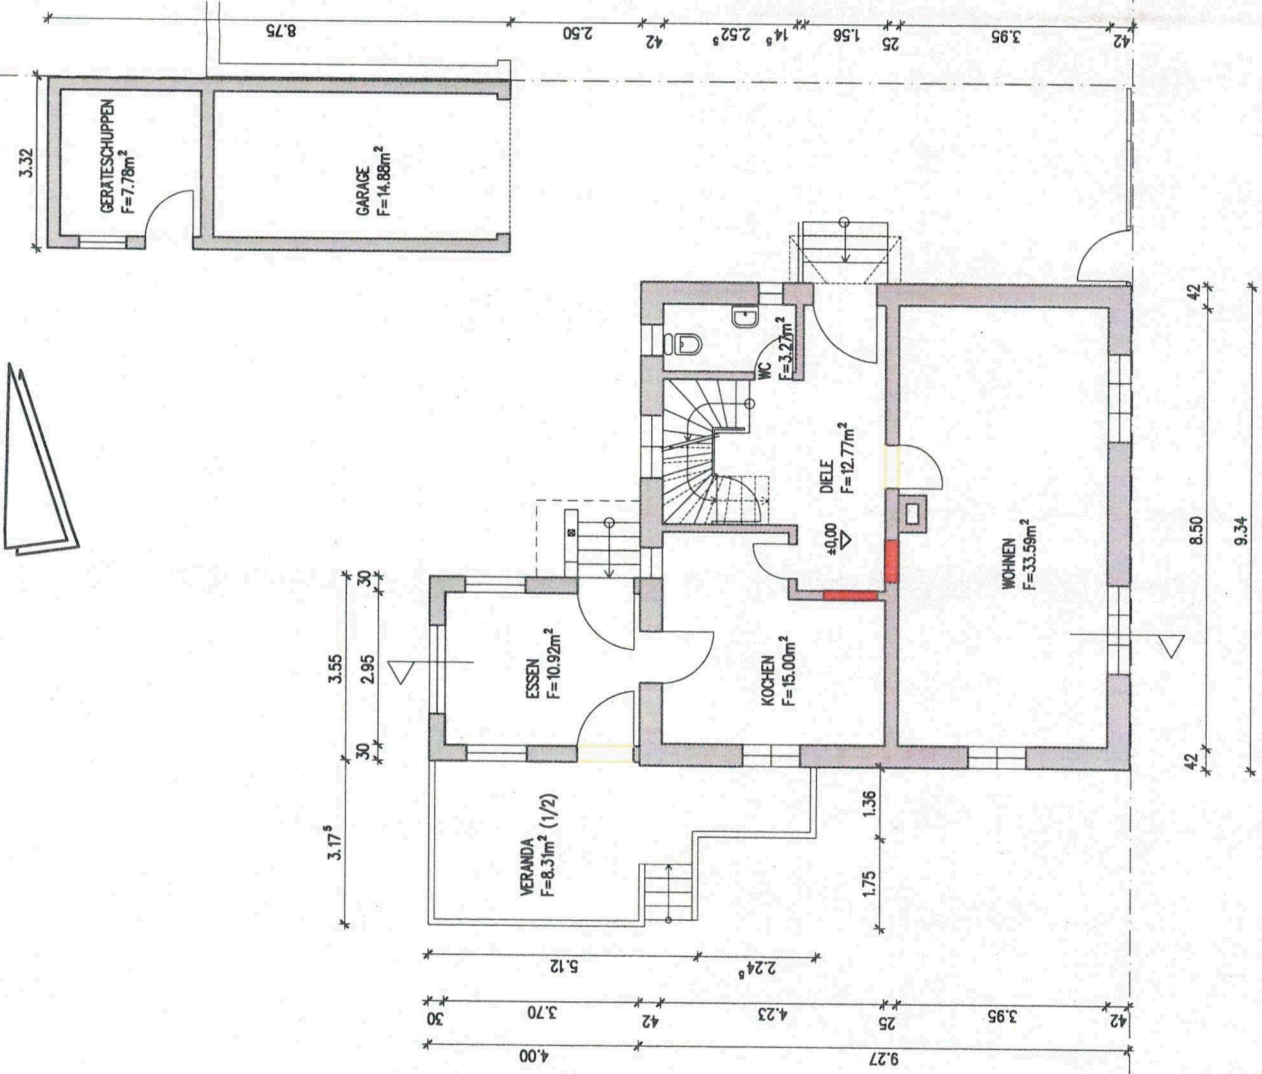 8.75
2.50
42
2.52⁵
14⁵
1.56
25
3.95
42
3.32
GERÄTESCHUPPEN
F=7.78m²
GARAGE
F=14.88m²
WC
F=3.27m²
DIELE
F=12.77m²
±0,00
WOHNEN
F=33.59m²
ESSEN
F=10.92m²
KOCHEN
F=15.00m²
VERANDA
F=8.31m² (1/2)
42
8.50
42
9.34
30
2.95
30
3.55
3.17⁵
1.36
1.75
5.12
2.24⁵
30
3.70
42
4.23
25
3.95
42
4.00
9.27